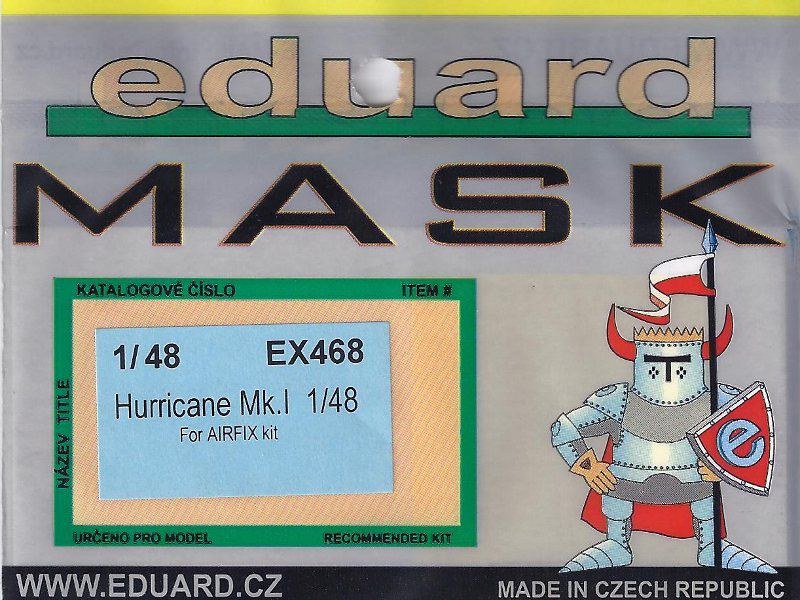 eduard
MASK
KATALOGOVÉ ČÍSLO ITEM #
1/48 EX468
Hurricane Mk.I 1/48
For AIRFIX kit
NÁZEV TITLE
URČENO PRO MODEL RECOMMENDED KIT
e
WWW.EDUARD.CZ MADE IN CZECH REPUBLIC